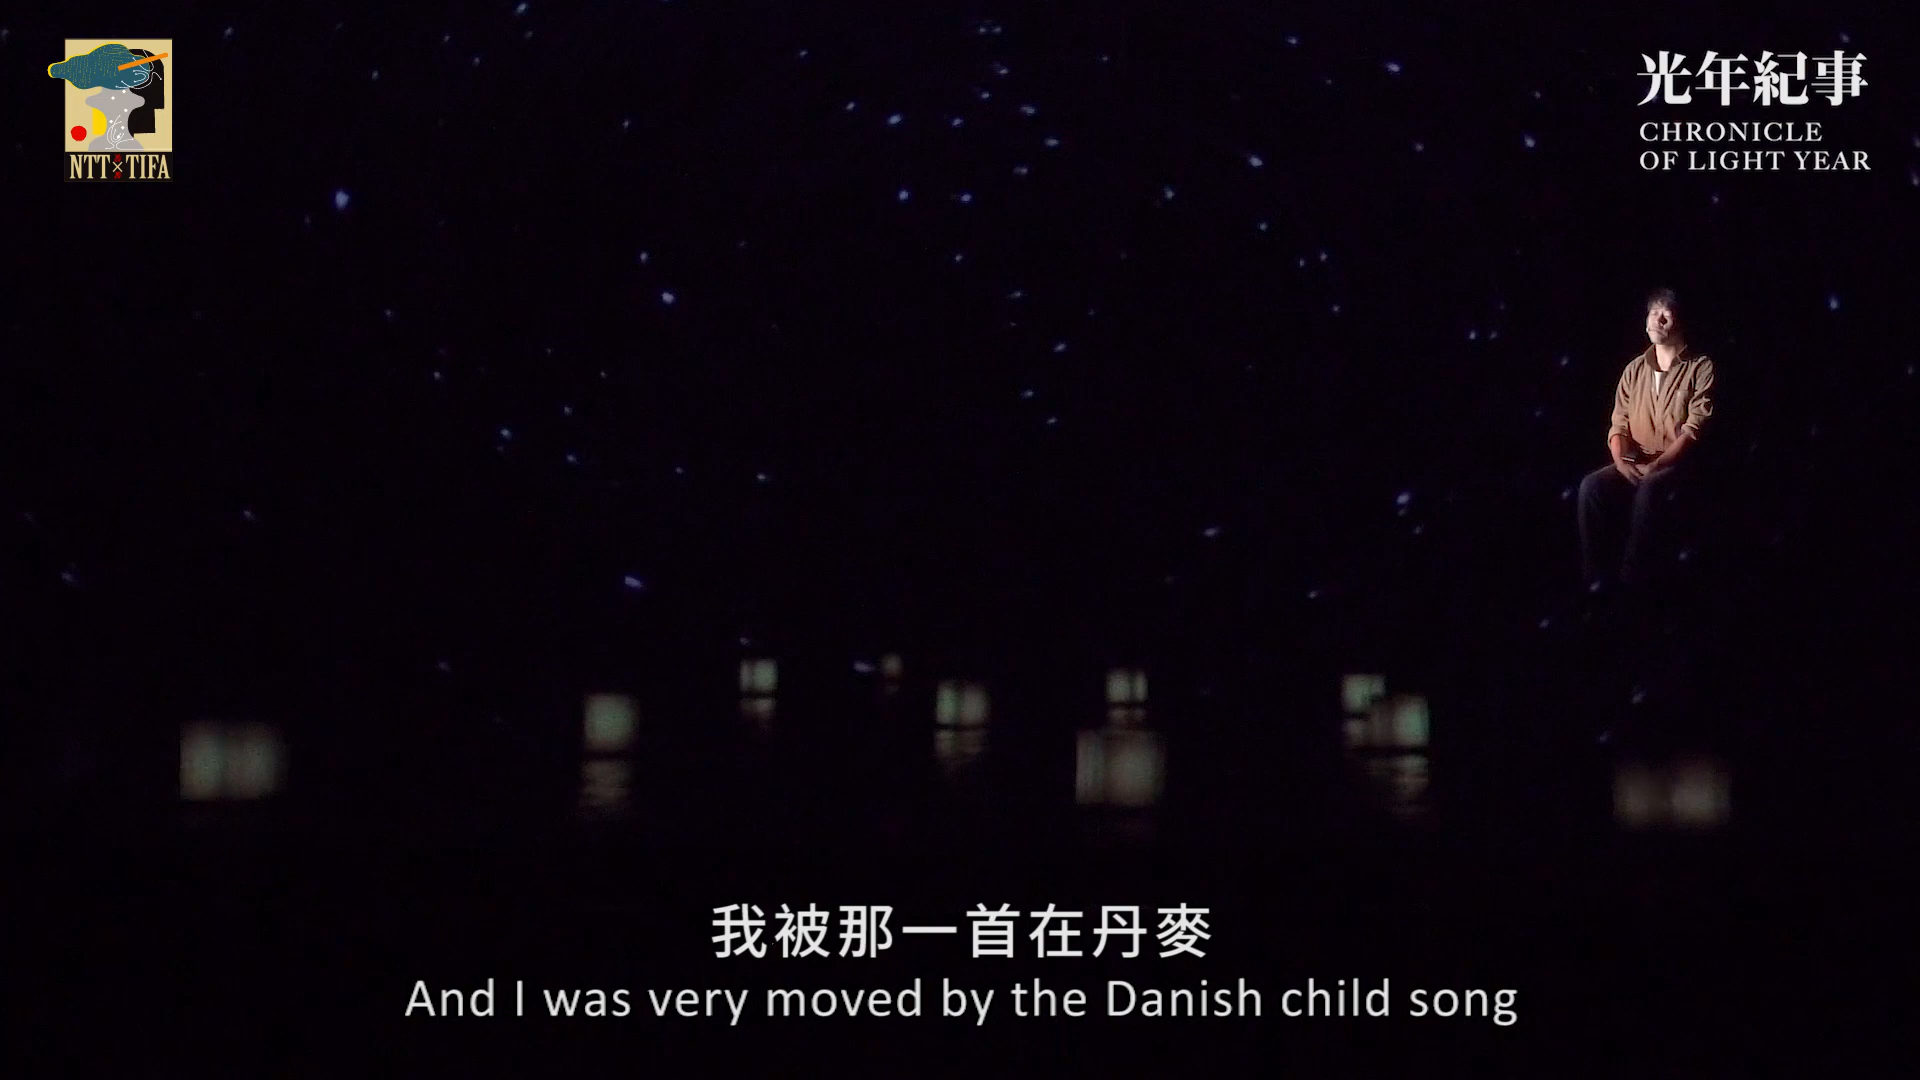 NTT×TIFA
光年紀事
CHRONICLE
OF LIGHT YEAR
我被那一首在丹麥
And I was very moved by the Danish child song